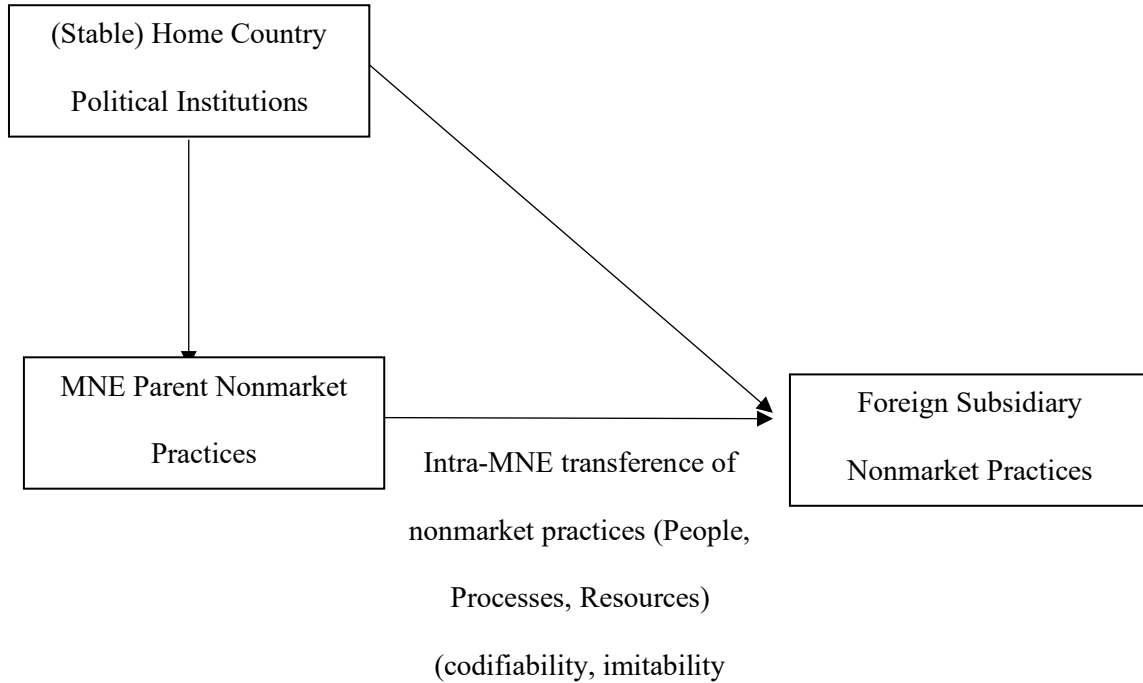 (Stable) Home Country
Political Institutions
MNE Parent Nonmarket
Practices
Intra-MNE transference of
nonmarket practices (People,
Processes, Resources)
(codifiability, imitability
Foreign Subsidiary
Nonmarket Practices